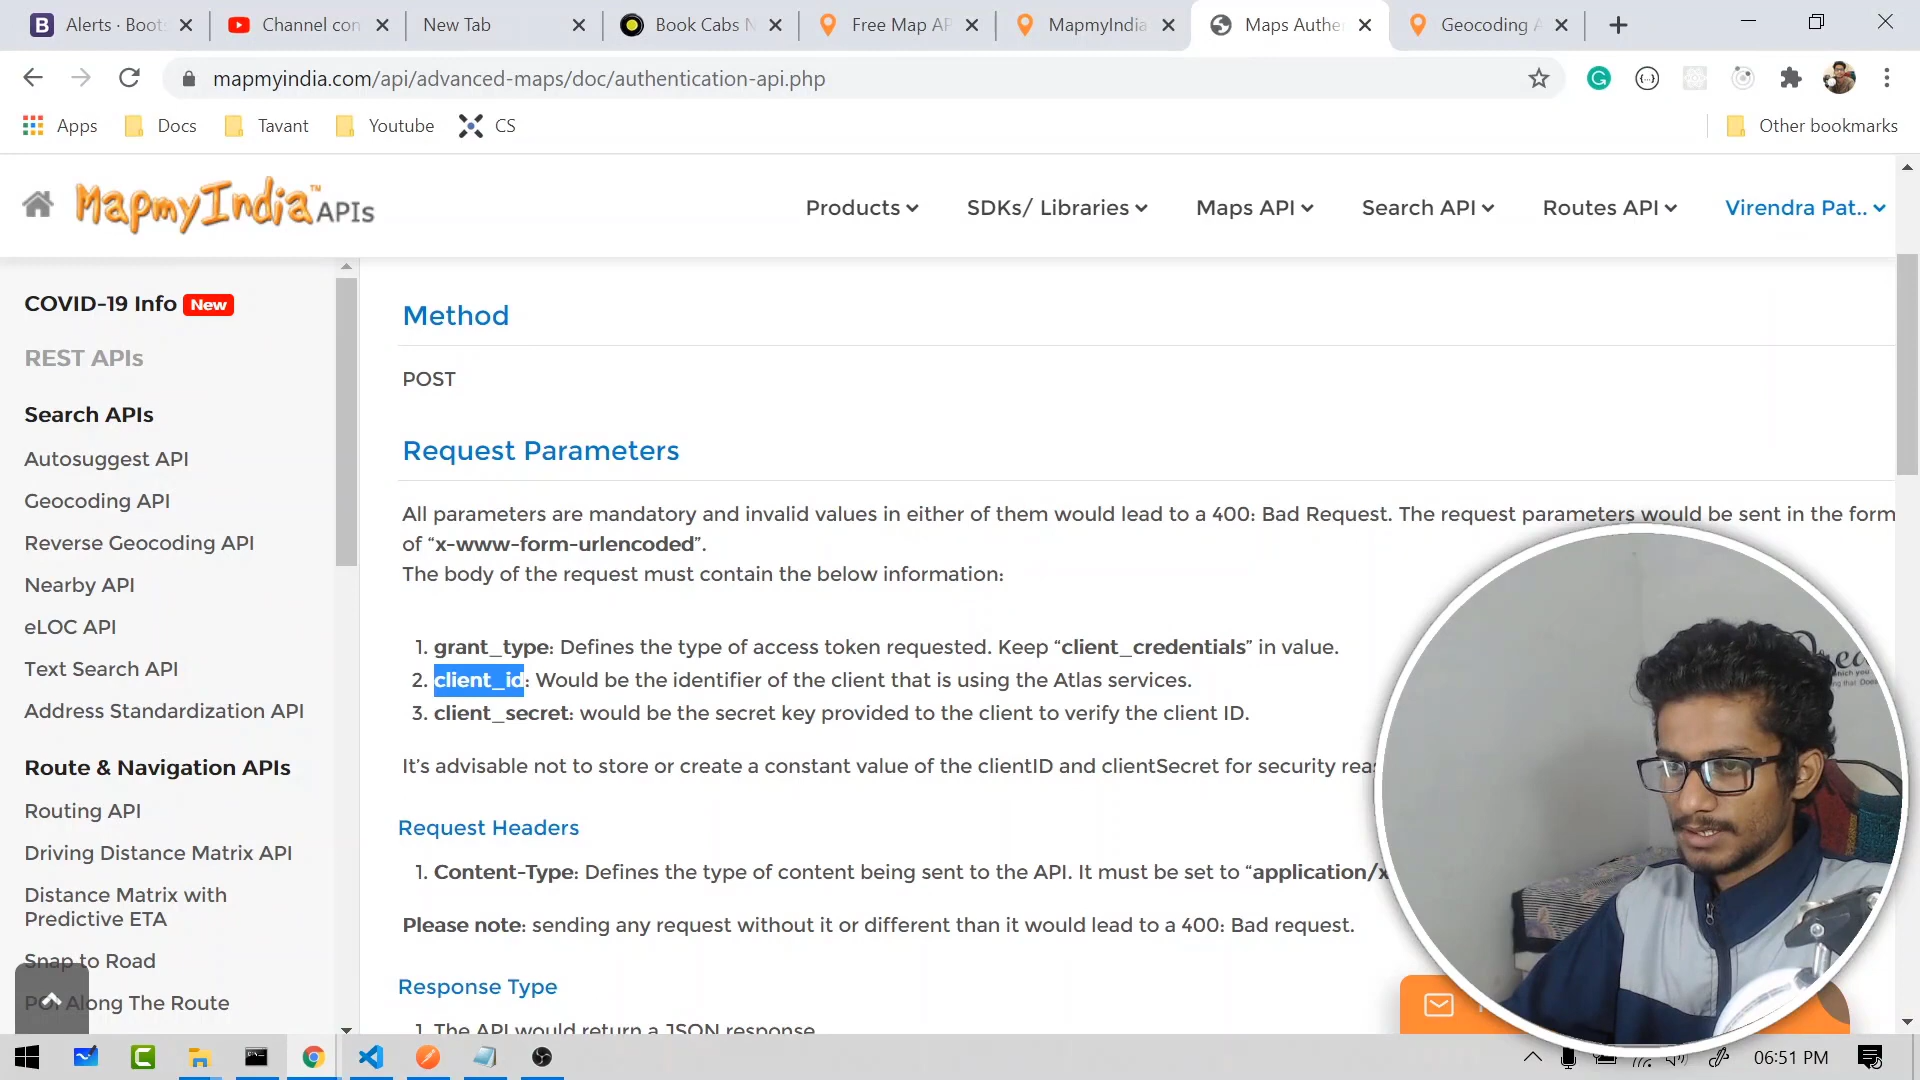 Alerts · Boots
Channel con
New Tab
Book Cabs N
Free Map AP
MapmyIndia
Maps Authen
Geocoding A
mapmyindia.com/api/advanced-maps/doc/authentication-api.php
Apps
Docs
Tavant
Youtube
CS
Other bookmarks
MapmyIndia™ APIs
Products
SDKs/ Libraries
Maps API
Search API
Routes API
Virendra Pat..
COVID-19 Info New
REST APIs
Search APIs
Autosuggest API
Geocoding API
Reverse Geocoding API
Nearby API
eLOC API
Text Search API
Address Standardization API
Route & Navigation APIs
Routing API
Driving Distance Matrix API
Distance Matrix with
Predictive ETA
Snap to Road
POI Along The Route
Method
POST
Request Parameters
All parameters are mandatory and invalid values in either of them would lead to a 400: Bad Request. The request parameters would be sent in the form
of “x-www-form-urlencoded”.
The body of the request must contain the below information:
1. grant_type: Defines the type of access token requested. Keep “client_credentials” in value.
2. client_id: Would be the identifier of the client that is using the Atlas services.
3. client_secret: would be the secret key provided to the client to verify the client ID.
It’s advisable not to store or create a constant value of the clientID and clientSecret for security rea
Request Headers
1. Content-Type: Defines the type of content being sent to the API. It must be set to “application/x
Please note: sending any request without it or different than it would lead to a 400: Bad request.
Response Type
1. The API would return a JSON response
06:51 PM